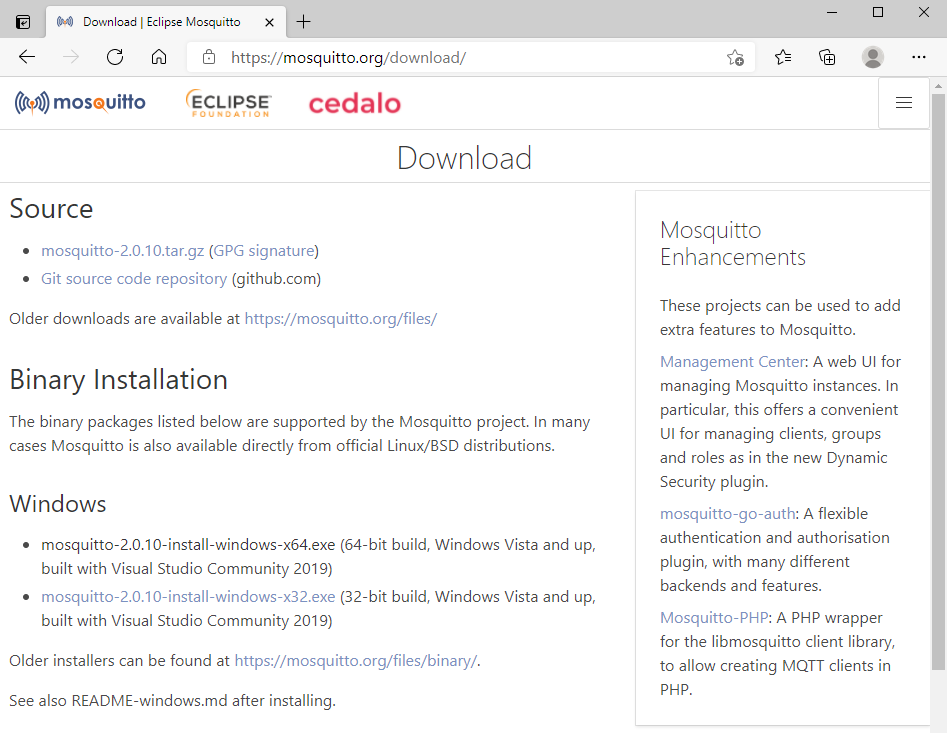 Download | Eclipse Mosquitto
https://mosquitto.org/download/
mosquitto
ECLIPSE
FOUNDATION
cedalo
Download
Source
• mosquitto-2.0.10.tar.gz (GPG signature)
• Git source code repository (github.com)
Older downloads are available at https://mosquitto.org/files/
Binary Installation
The binary packages listed below are supported by the Mosquitto project. In many
cases Mosquitto is also available directly from official Linux/BSD distributions.
Windows
• mosquitto-2.0.10-install-windows-x64.exe (64-bit build, Windows Vista and up,
built with Visual Studio Community 2019)
• mosquitto-2.0.10-install-windows-x32.exe (32-bit build, Windows Vista and up,
built with Visual Studio Community 2019)
Older installers can be found at https://mosquitto.org/files/binary/.
See also README-windows.md after installing.
Mosquitto
Enhancements
These projects can be used to add
extra features to Mosquitto.
Management Center: A web UI for
managing Mosquitto instances. In
particular, this offers a convenient
UI for managing clients, groups
and roles as in the new Dynamic
Security plugin.
mosquitto-go-auth: A flexible
authentication and authorisation
plugin, with many different
backends and features.
Mosquitto-PHP: A PHP wrapper
for the libmosquitto client library,
to allow creating MQTT clients in
PHP.